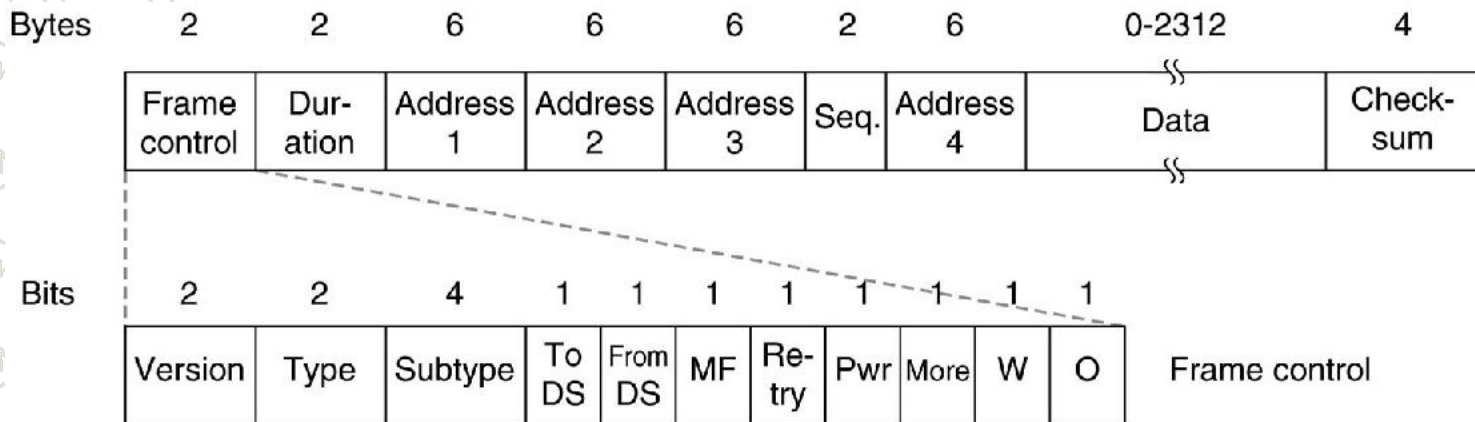 Bytes 2 2 6 6 6 2 6 0-2312 4
Frame control Dur- ation Address 1 Address 2 Address 3 Seq. Address 4 Data Check- sum
Bits 2 2 4 1 1 1 1 1 1 1 1
Version Type Subtype To DS From DS MF Re- try Pwr More W O Frame control